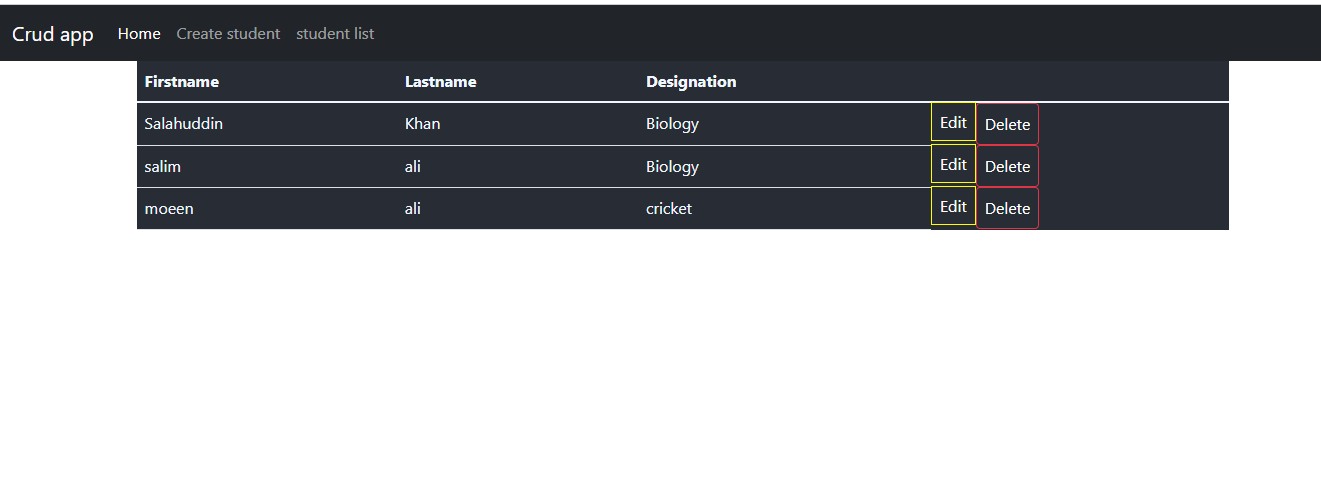 Crud app Home Create student student list
Firstname Lastname Designation
Salahuddin Khan Biology Edit Delete
salim ali Biology Edit Delete
moeen ali cricket Edit Delete